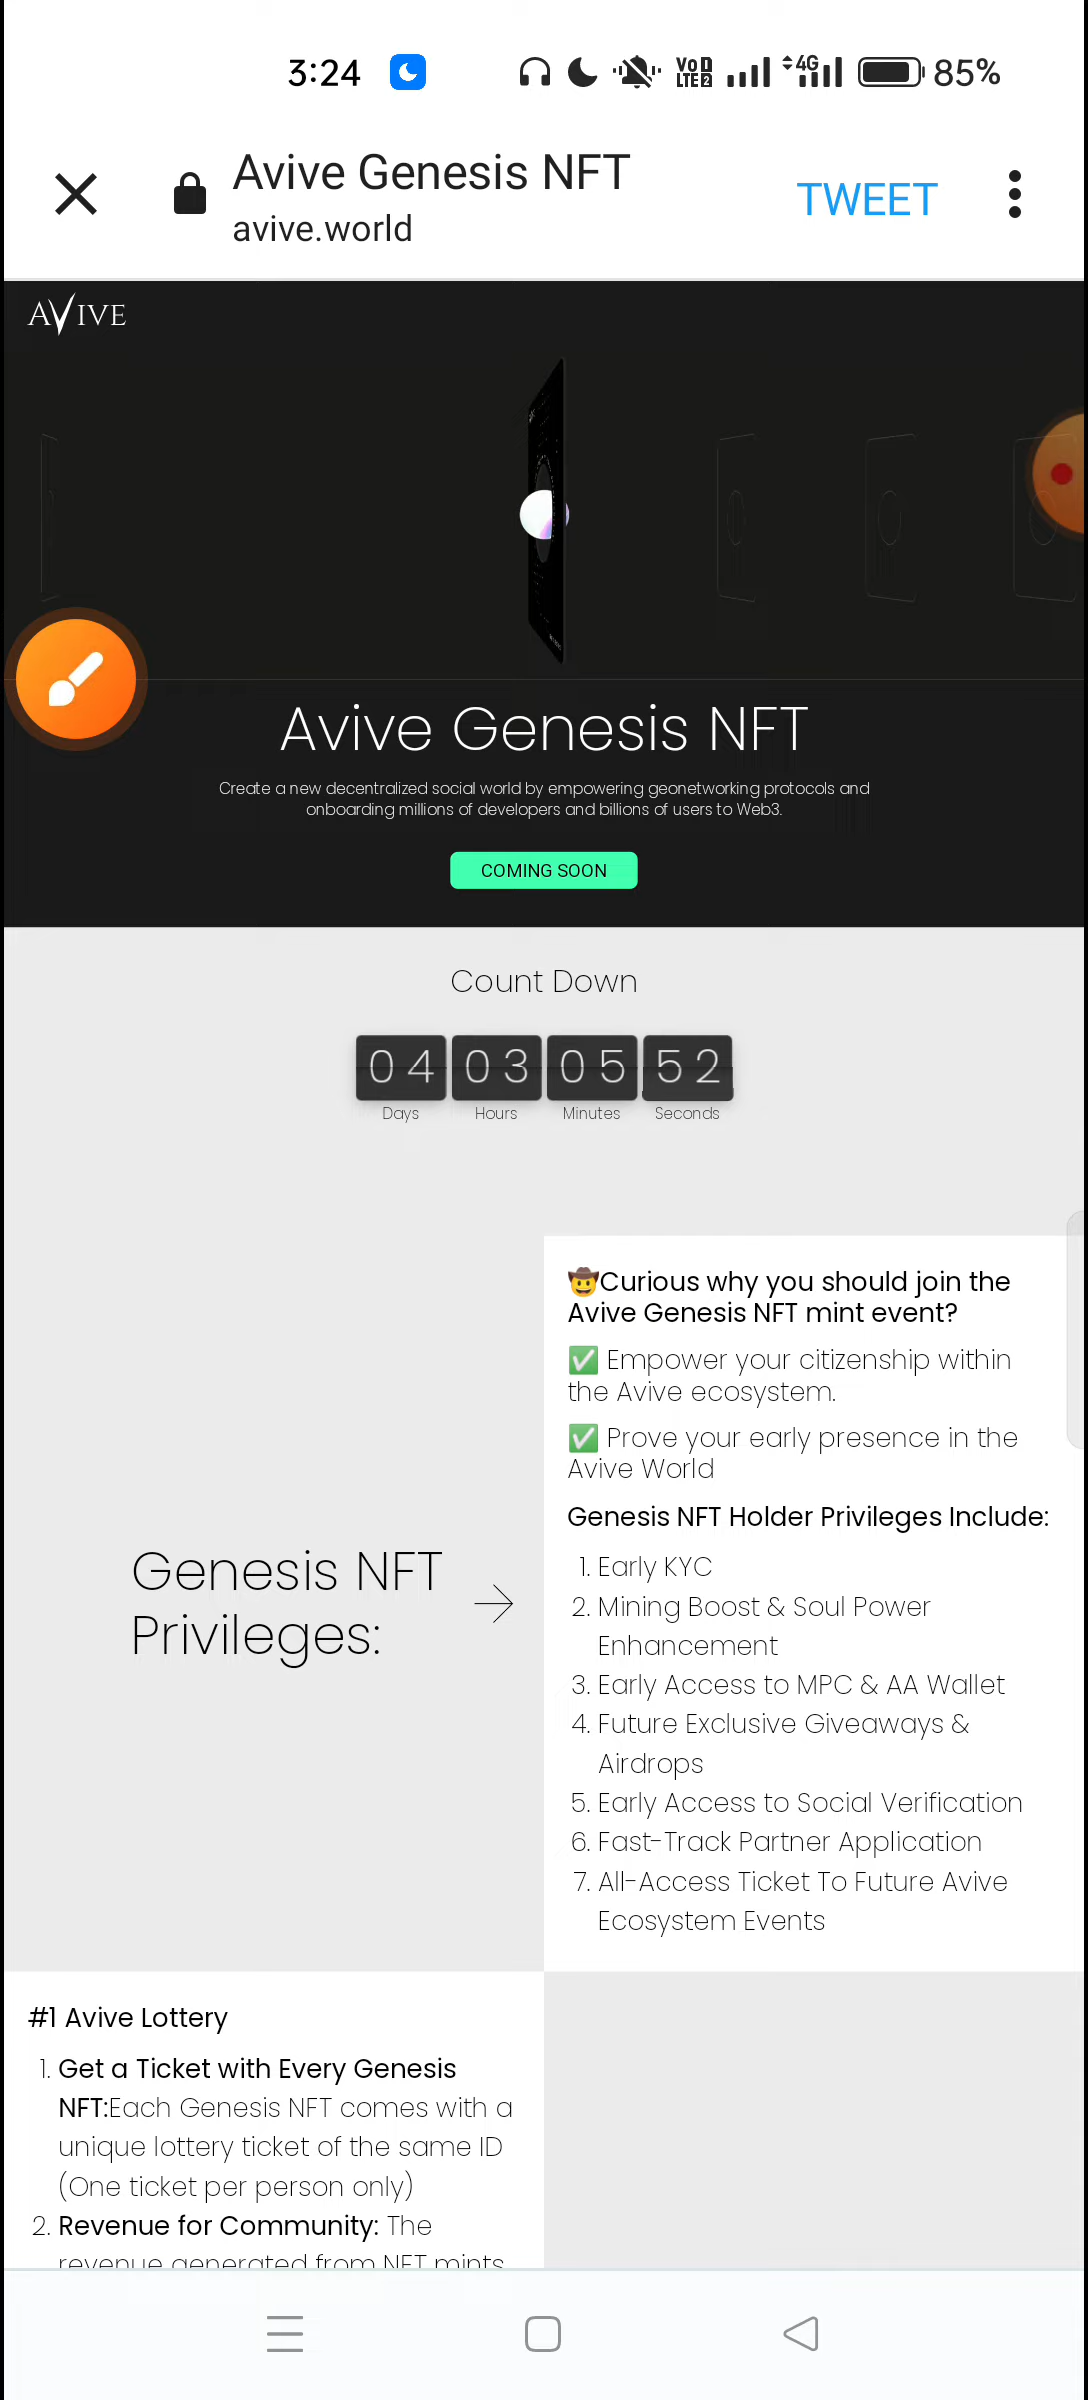 3:24
VoD LTE2
4G
85%
Avive Genesis NFT
avive.world
TWEET
AVIVE
Avive Genesis NFT
Create a new decentralized social world by empowering geonetworking protocols and
onboarding millions of developers and billions of users to Web3.
COMING SOON
Count Down
04 03 05 52
Days Hours Minutes Seconds
🤠Curious why you should join the
Avive Genesis NFT mint event?
✅ Empower your citizenship within
the Avive ecosystem.
✅ Prove your early presence in the
Avive World
Genesis NFT Holder Privileges Include:
Genesis NFT
Privileges:
1. Early KYC
2. Mining Boost & Soul Power
Enhancement
3. Early Access to MPC & AA Wallet
4. Future Exclusive Giveaways &
Airdrops
5. Early Access to Social Verification
6. Fast-Track Partner Application
7. All-Access Ticket To Future Avive
Ecosystem Events
#1 Avive Lottery
1. Get a Ticket with Every Genesis
NFT:Each Genesis NFT comes with a
unique lottery ticket of the same ID
(One ticket per person only)
2. Revenue for Community: The
revenue generated from NFT mints